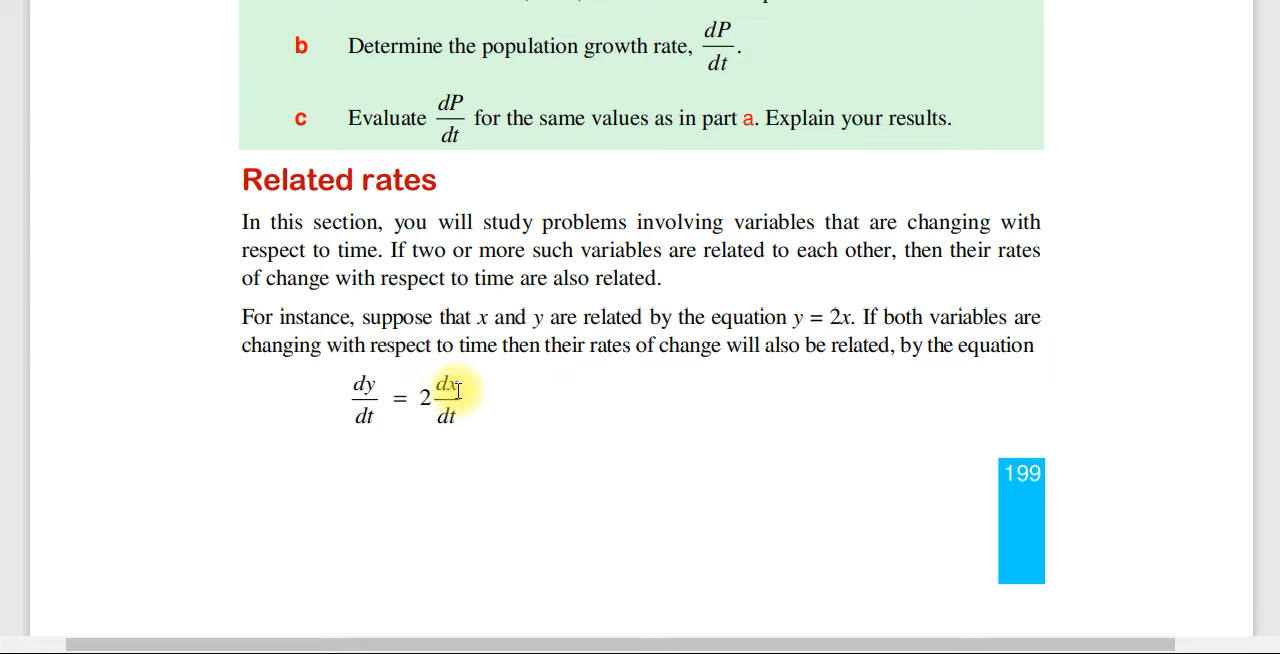 b Determine the population growth rate, dP/dt.
c Evaluate dP/dt for the same values as in part a. Explain your results.
Related rates
In this section, you will study problems involving variables that are changing with
respect to time. If two or more such variables are related to each other, then their rates
of change with respect to time are also related.
For instance, suppose that x and y are related by the equation y = 2x. If both variables are
changing with respect to time then their rates of change will also be related, by the equation
dy/dt = 2 dx/dt
199